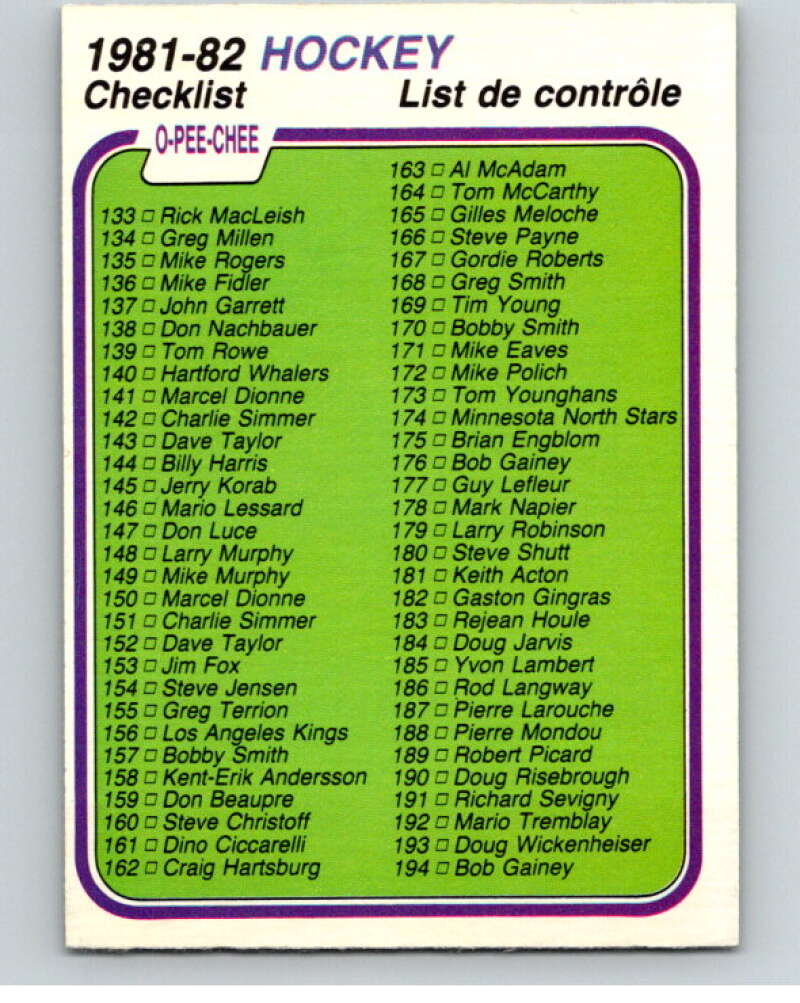 1981-82 HOCKEY
Checklist List de contrôle
O-PEE-CHEE
133 □ Rick MacLeish
134 □ Greg Millen
135 □ Mike Rogers
136 □ Mike Fidler
137 □ John Garrett
138 □ Don Nachbauer
139 □ Tom Rowe
140 □ Hartford Whalers
141 □ Marcel Dionne
142 □ Charlie Simmer
143 □ Dave Taylor
144 □ Billy Harris
145 □ Jerry Korab
146 □ Mario Lessard
147 □ Don Luce
148 □ Larry Murphy
149 □ Mike Murphy
150 □ Marcel Dionne
151 □ Charlie Simmer
152 □ Dave Taylor
153 □ Jim Fox
154 □ Steve Jensen
155 □ Greg Terrion
156 □ Los Angeles Kings
157 □ Bobby Smith
158 □ Kent-Erik Andersson
159 □ Don Beaupre
160 □ Steve Christoff
161 □ Dino Ciccarelli
162 □ Craig Hartsburg
163 □ Al McAdam
164 □ Tom McCarthy
165 □ Gilles Meloche
166 □ Steve Payne
167 □ Gordie Roberts
168 □ Greg Smith
169 □ Tim Young
170 □ Bobby Smith
171 □ Mike Eaves
172 □ Mike Polich
173 □ Tom Younghans
174 □ Minnesota North Stars
175 □ Brian Engblom
176 □ Bob Gainey
177 □ Guy Lefleur
178 □ Mark Napier
179 □ Larry Robinson
180 □ Steve Shutt
181 □ Keith Acton
182 □ Gaston Gingras
183 □ Rejean Houle
184 □ Doug Jarvis
185 □ Yvon Lambert
186 □ Rod Langway
187 □ Pierre Larouche
188 □ Pierre Mondou
189 □ Robert Picard
190 □ Doug Risebrough
191 □ Richard Sevigny
192 □ Mario Tremblay
193 □ Doug Wickenheiser
194 □ Bob Gainey